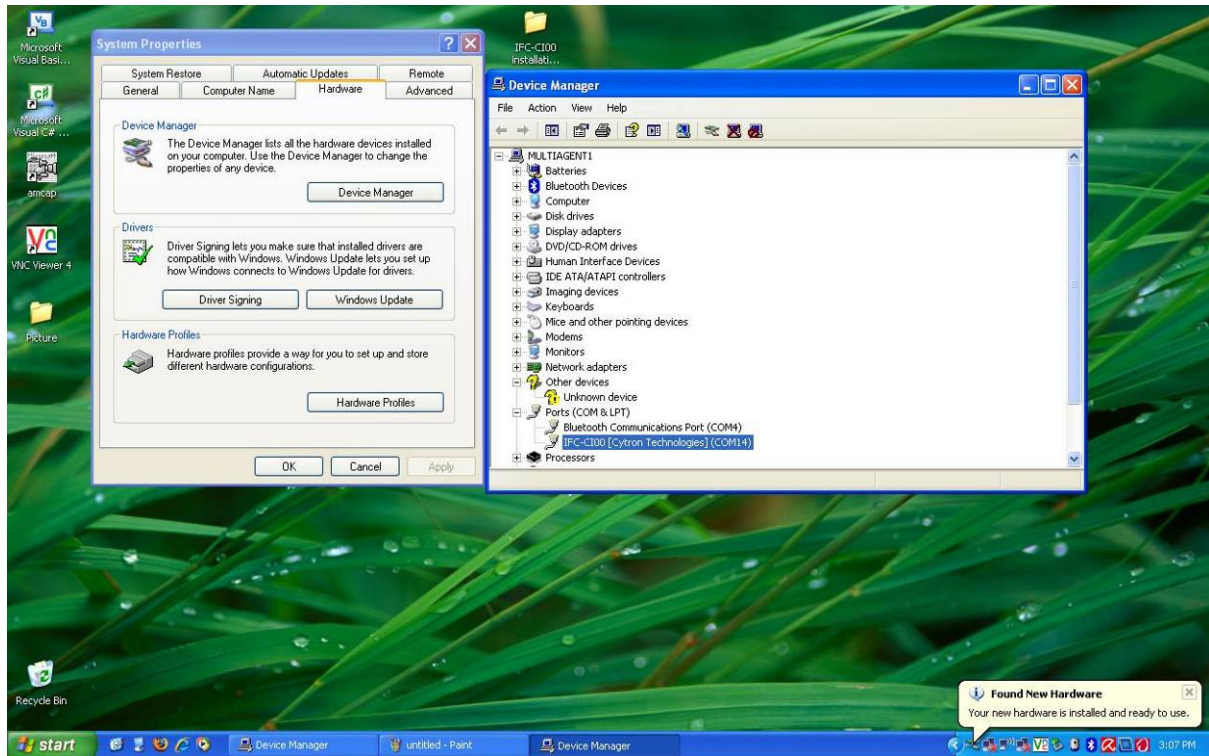 Microsoft
Visual Basi...
Microsoft
Visual C# ...
amcap
VNC Viewer 4
Picture
Recycle Bin
IFC-CI00
installati...
System Properties
System Restore
Automatic Updates
Remote
General
Computer Name
Hardware
Advanced
Device Manager
The Device Manager lists all the hardware devices installed
on your computer. Use the Device Manager to change the
properties of any device.
Device Manager
Drivers
Driver Signing lets you make sure that installed drivers are
compatible with Windows. Windows Update lets you set up
how Windows connects to Windows Update for drivers.
Driver Signing
Windows Update
Hardware Profiles
Hardware profiles provide a way for you to set up and store
different hardware configurations.
Hardware Profiles
OK
Cancel
Apply
Device Manager
File Action View Help
MULTIAGENT1
Batteries
Bluetooth Devices
Computer
Disk drives
Display adapters
DVD/CD-ROM drives
Human Interface Devices
IDE ATA/ATAPI controllers
Imaging devices
Keyboards
Mice and other pointing devices
Modems
Monitors
Network adapters
Other devices
Unknown device
Ports (COM & LPT)
Bluetooth Communications Port (COM4)
IFC-CI00 [Cytron Technologies] (COM14)
Processors
Found New Hardware
Your new hardware is installed and ready to use.
start
Device Manager
untitled - Paint
Device Manager
3:07 PM